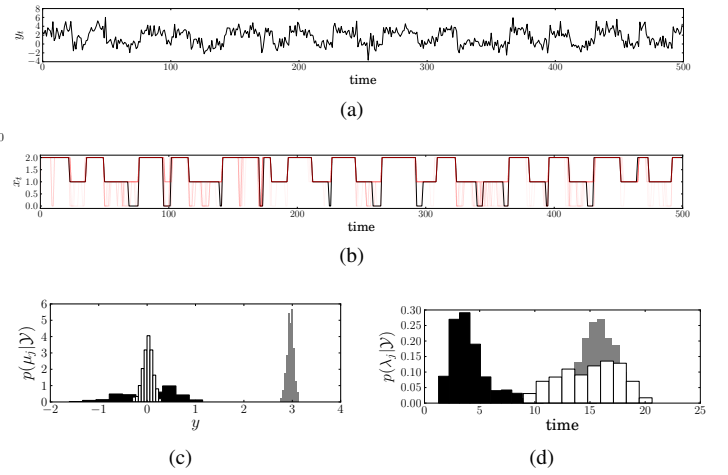 8
6
4
2
0
−2
−4
y_t
0 100 200 300 400 500
time
(a)
0
2.0
1.5
1.0
0.5
0.0
x_t
0 100 200 300 400 500
time
(b)
6
5
4
3
2
1
0
p(μ_j|𝒴)
−2 −1 0 1 2 3 4
y
(c)
0.30
0.25
0.20
0.15
0.10
0.05
0.00
p(λ_j|𝒴)
0 5 10 15 20 25
time
(d)